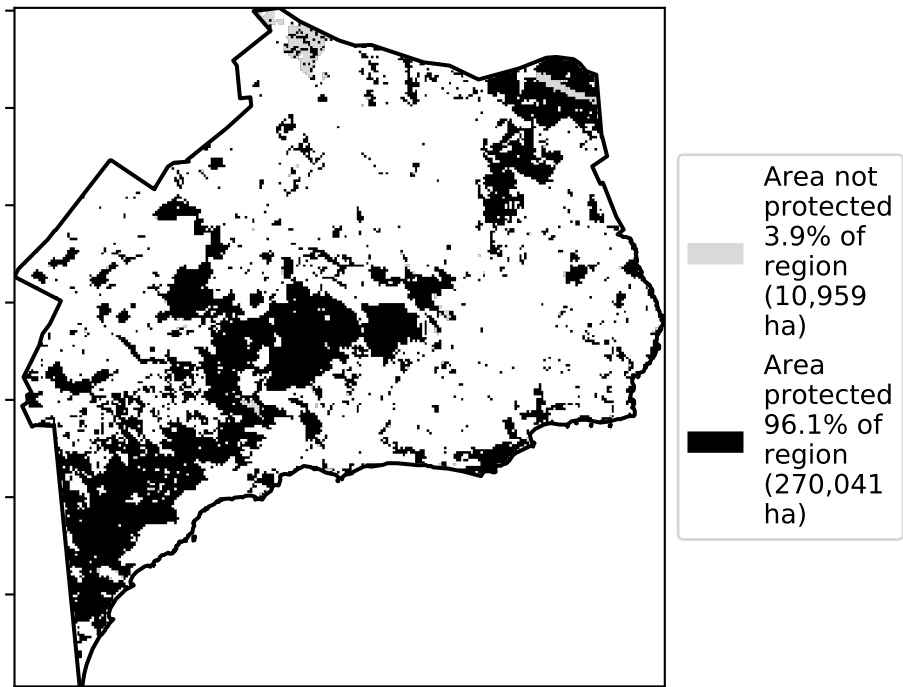 Area not
protected
3.9% of
region
(10,959
ha)
Area
protected
96.1% of
region
(270,041
ha)